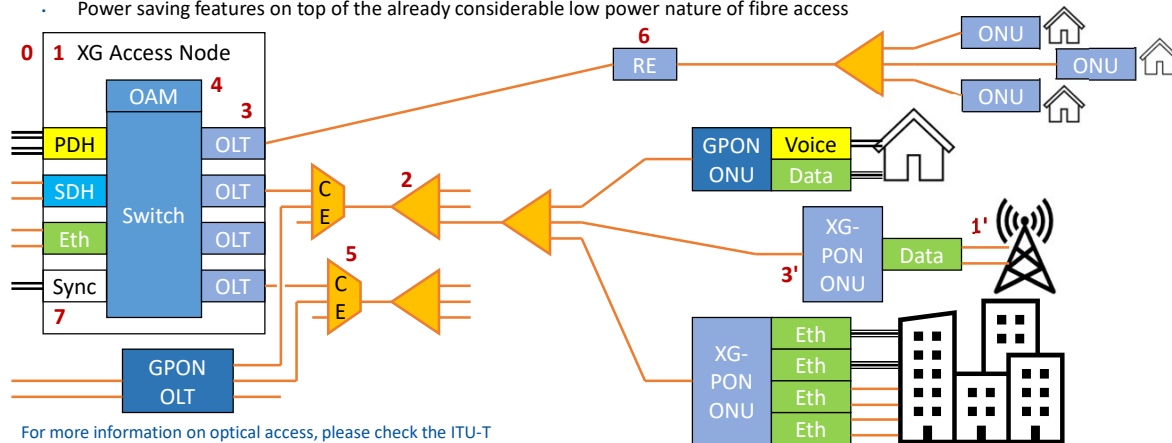 · Power saving features on top of the already considerable low power nature of fibre access
0
1 XG Access Node
OAM
4
3
PDH
OLT
SDH
OLT
Switch
Eth
OLT
Sync
OLT
7
GPON
OLT
C
E
2
5
C
E
6
RE
ONU
ONU
ONU
GPON
ONU
Voice
Data
XG-
PON
ONU
3'
Data
1'
XG-
PON
ONU
Eth
Eth
Eth
Eth
For more information on optical access, please check the ITU-T